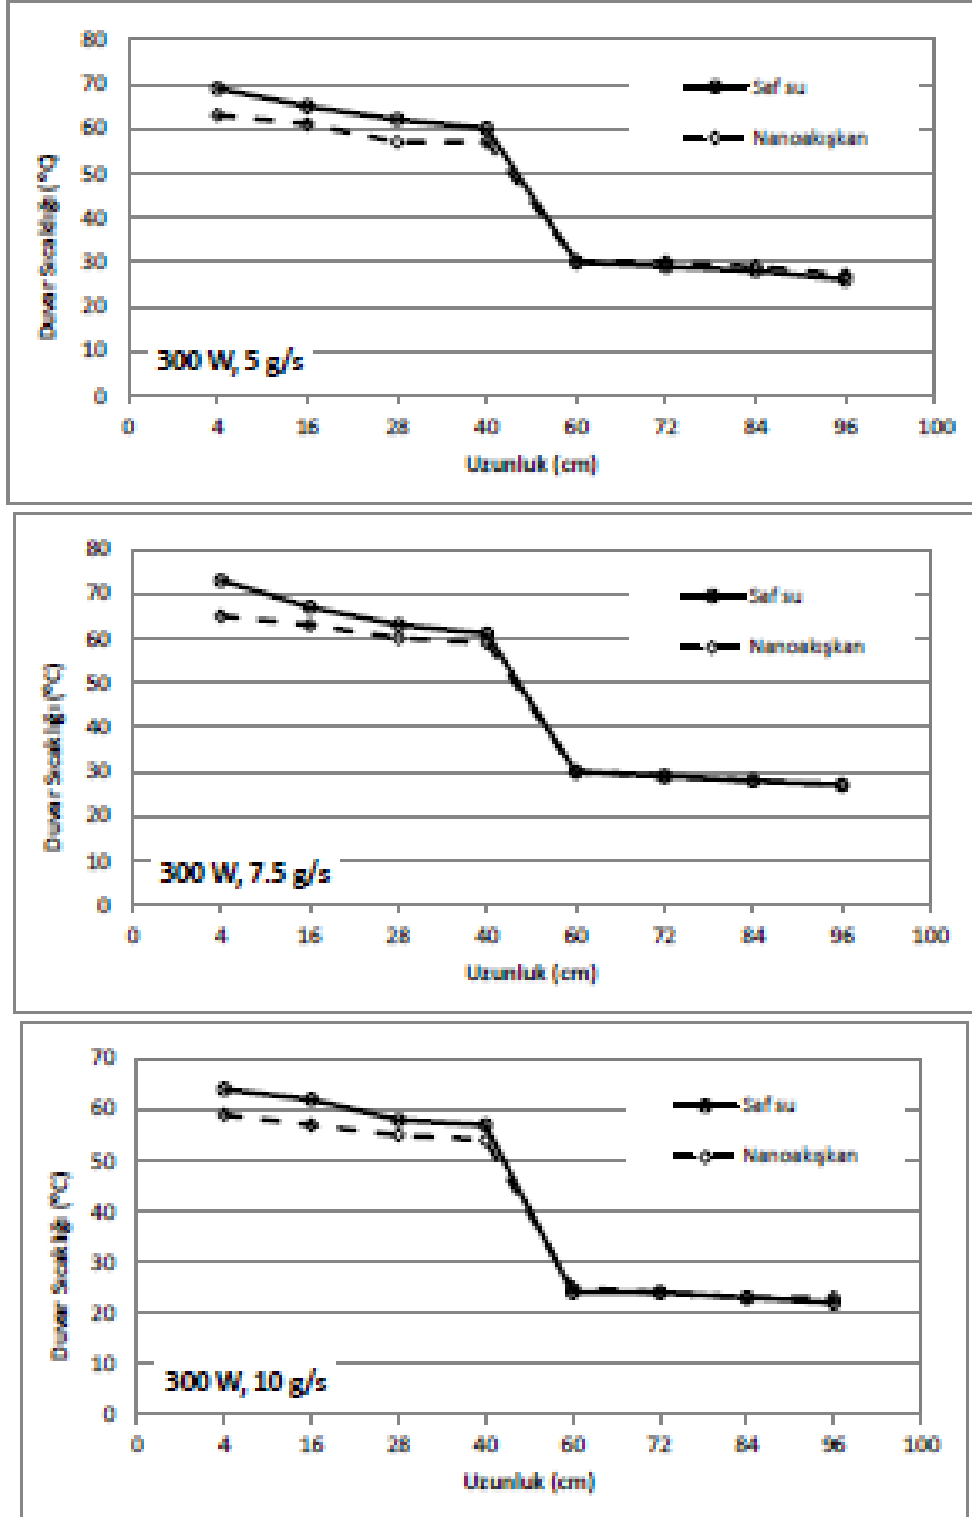 80
70
60
50
40
30
20
10
0
Duvar Sıcaklığı (°C)
Saf su
Nanoakışkan
300 W, 5 g/s
0 4 16 28 40 60 72 84 96 100
Uzunluk (cm)
80
70
60
50
40
30
20
10
0
Duvar Sıcaklığı (°C)
Saf su
Nanoakışkan
300 W, 7.5 g/s
0 4 16 28 40 60 72 84 96 100
Uzunluk (cm)
70
60
50
40
30
20
10
0
Duvar Sıcaklığı (°C)
Saf su
Nanoakışkan
300 W, 10 g/s
0 4 16 28 40 60 72 84 96 100
Uzunluk (cm)